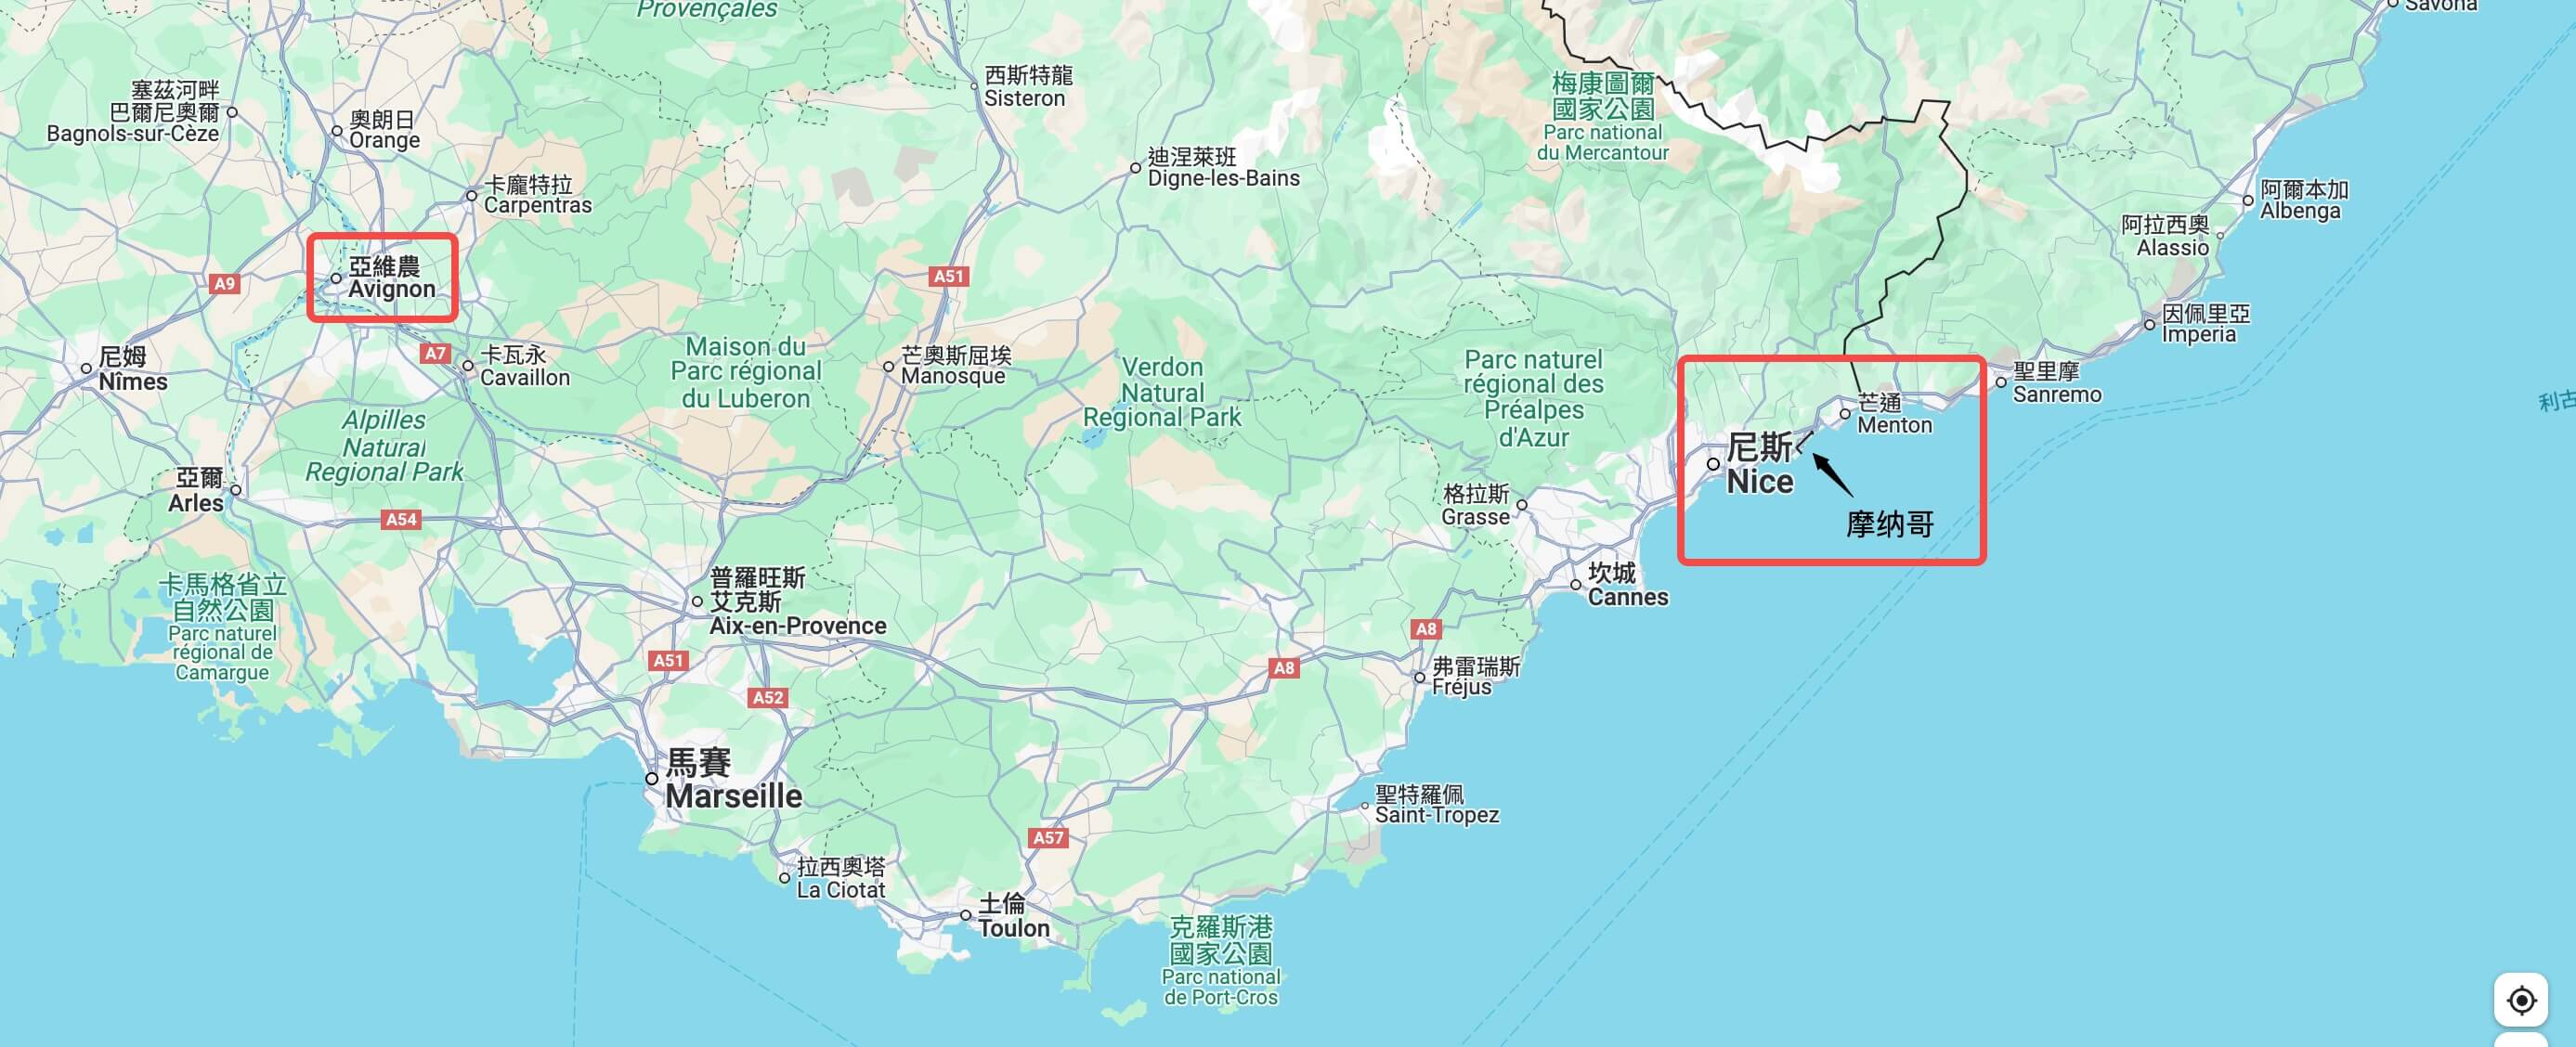 Provençales
Savona
塞茲河畔
巴爾尼奧爾
Bagnols-sur-Cèze
奧朗日
Orange
西斯特龍
Sisteron
梅康圖爾
國家公園
Parc national
du Mercantour
卡龐特拉
Carpentras
迪涅萊班
Digne-les-Bains
阿爾本加
Albenga
阿拉西奧
Alassio
亞維農
Avignon
A9
A51
因佩里亞
Imperia
尼姆
Nîmes
A7
卡瓦永
Cavaillon
Maison du
Parc régional
du Luberon
芒奧斯屈埃
Manosque
Verdon
Natural
Regional Park
Parc naturel
régional des
Préalpes
d'Azur
聖里摩
Sanremo
利古
芒通
Menton
Alpilles
Natural
Regional Park
尼斯
Nice
摩纳哥
亞爾
Arles
A54
格拉斯
Grasse
坎城
Cannes
卡馬格省立
自然公園
Parc naturel
régional de
Camargue
普羅旺斯
艾克斯
Aix-en-Provence
A51
A52
A8
A8
弗雷瑞斯
Fréjus
馬賽
Marseille
聖特羅佩
Saint-Tropez
A57
拉西奧塔
La Ciotat
土倫
Toulon
克羅斯港
國家公園
Parc national
de Port-Cros